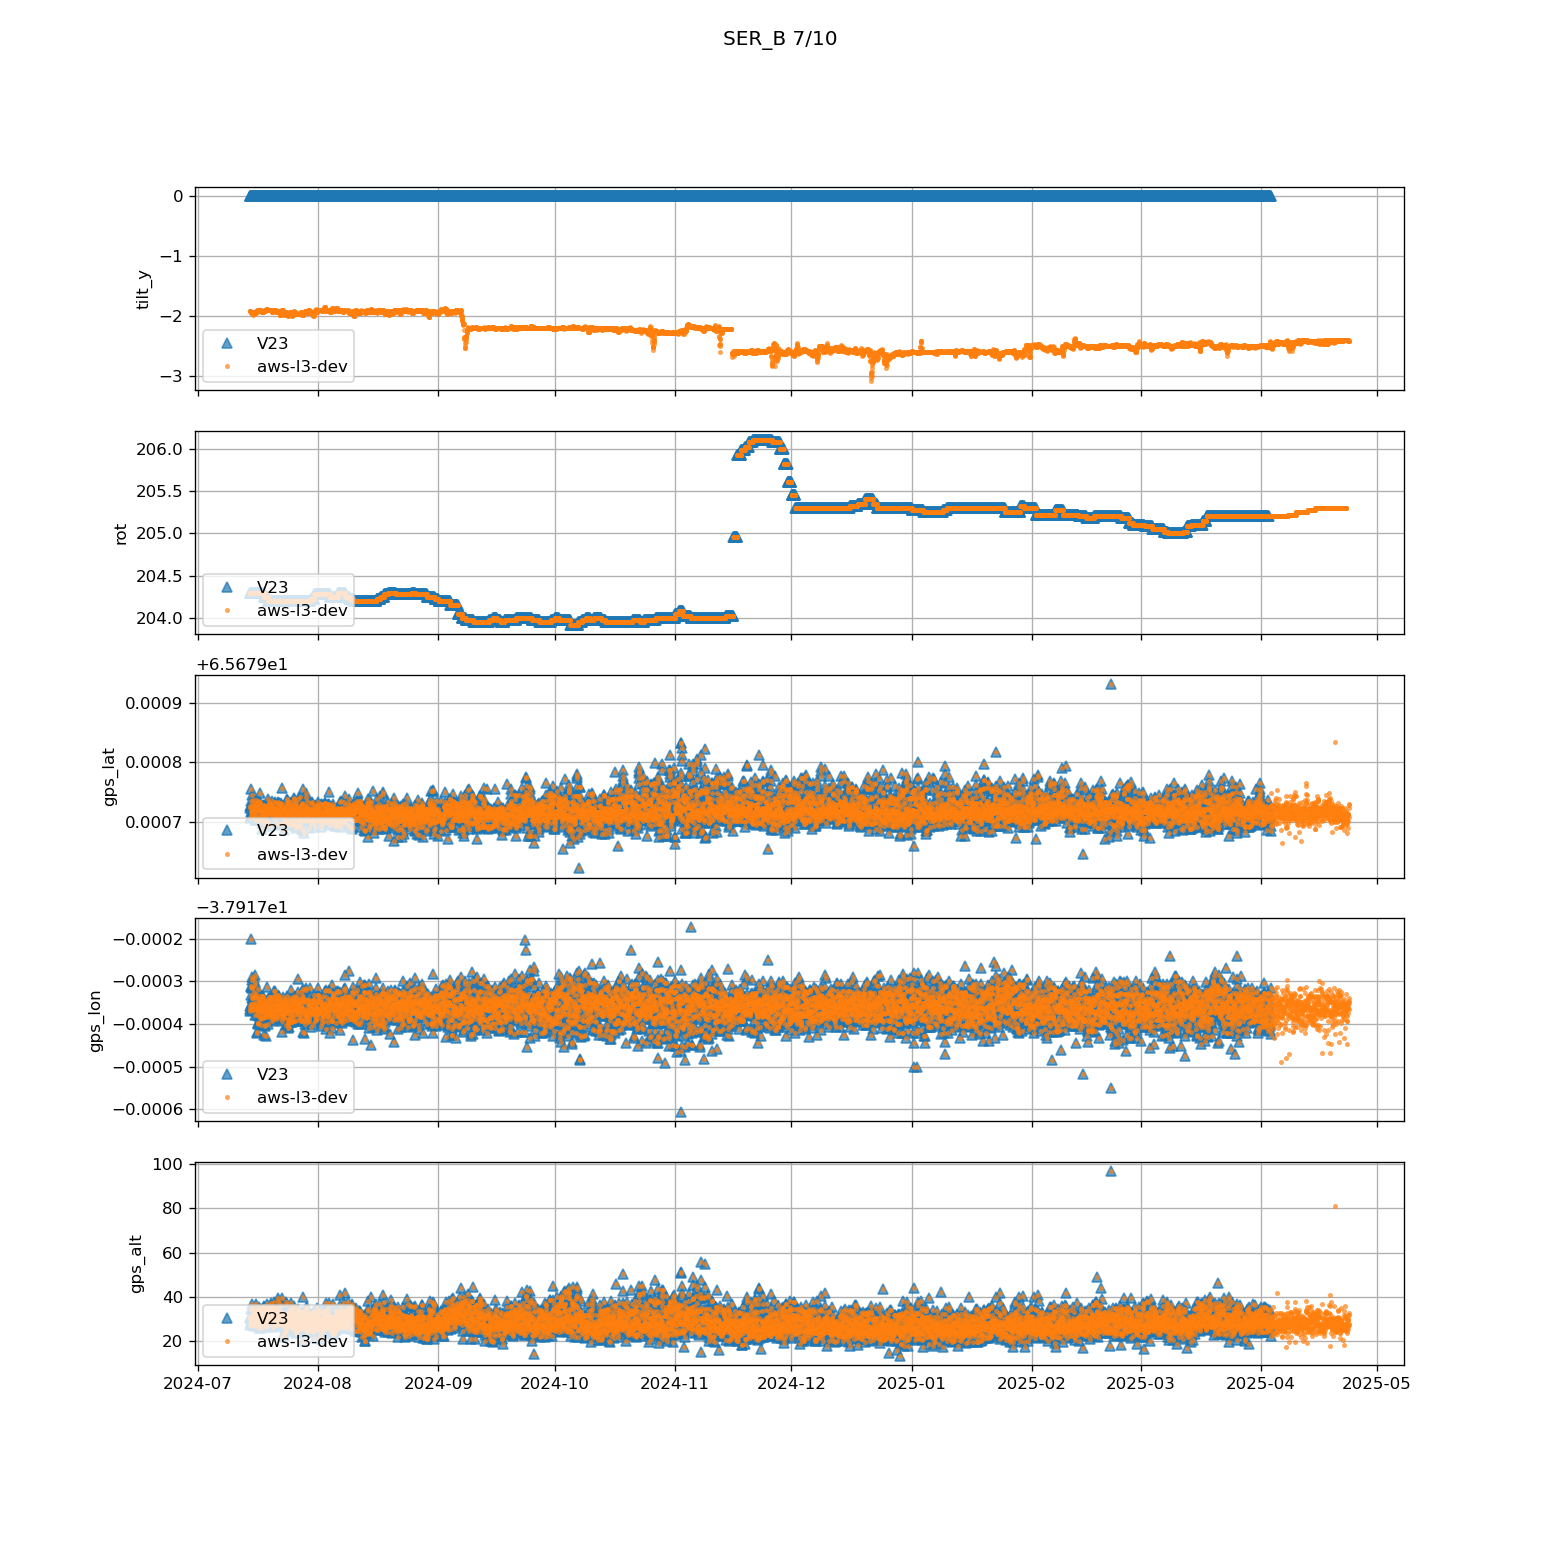 SER_B 7/10
0
−1
−2
−3
tilt_y
V23
aws-l3-dev
206.0
205.5
205.0
204.5
204.0
rot
V23
aws-l3-dev
+6.5679e1
0.0009
0.0008
0.0007
gps_lat
V23
aws-l3-dev
−3.7917e1
−0.0002
−0.0003
−0.0004
−0.0005
−0.0006
gps_lon
V23
aws-l3-dev
100
80
60
40
20
gps_alt
V23
aws-l3-dev
2024-07 2024-08 2024-09 2024-10 2024-11 2024-12 2025-01 2025-02 2025-03 2025-04 2025-05